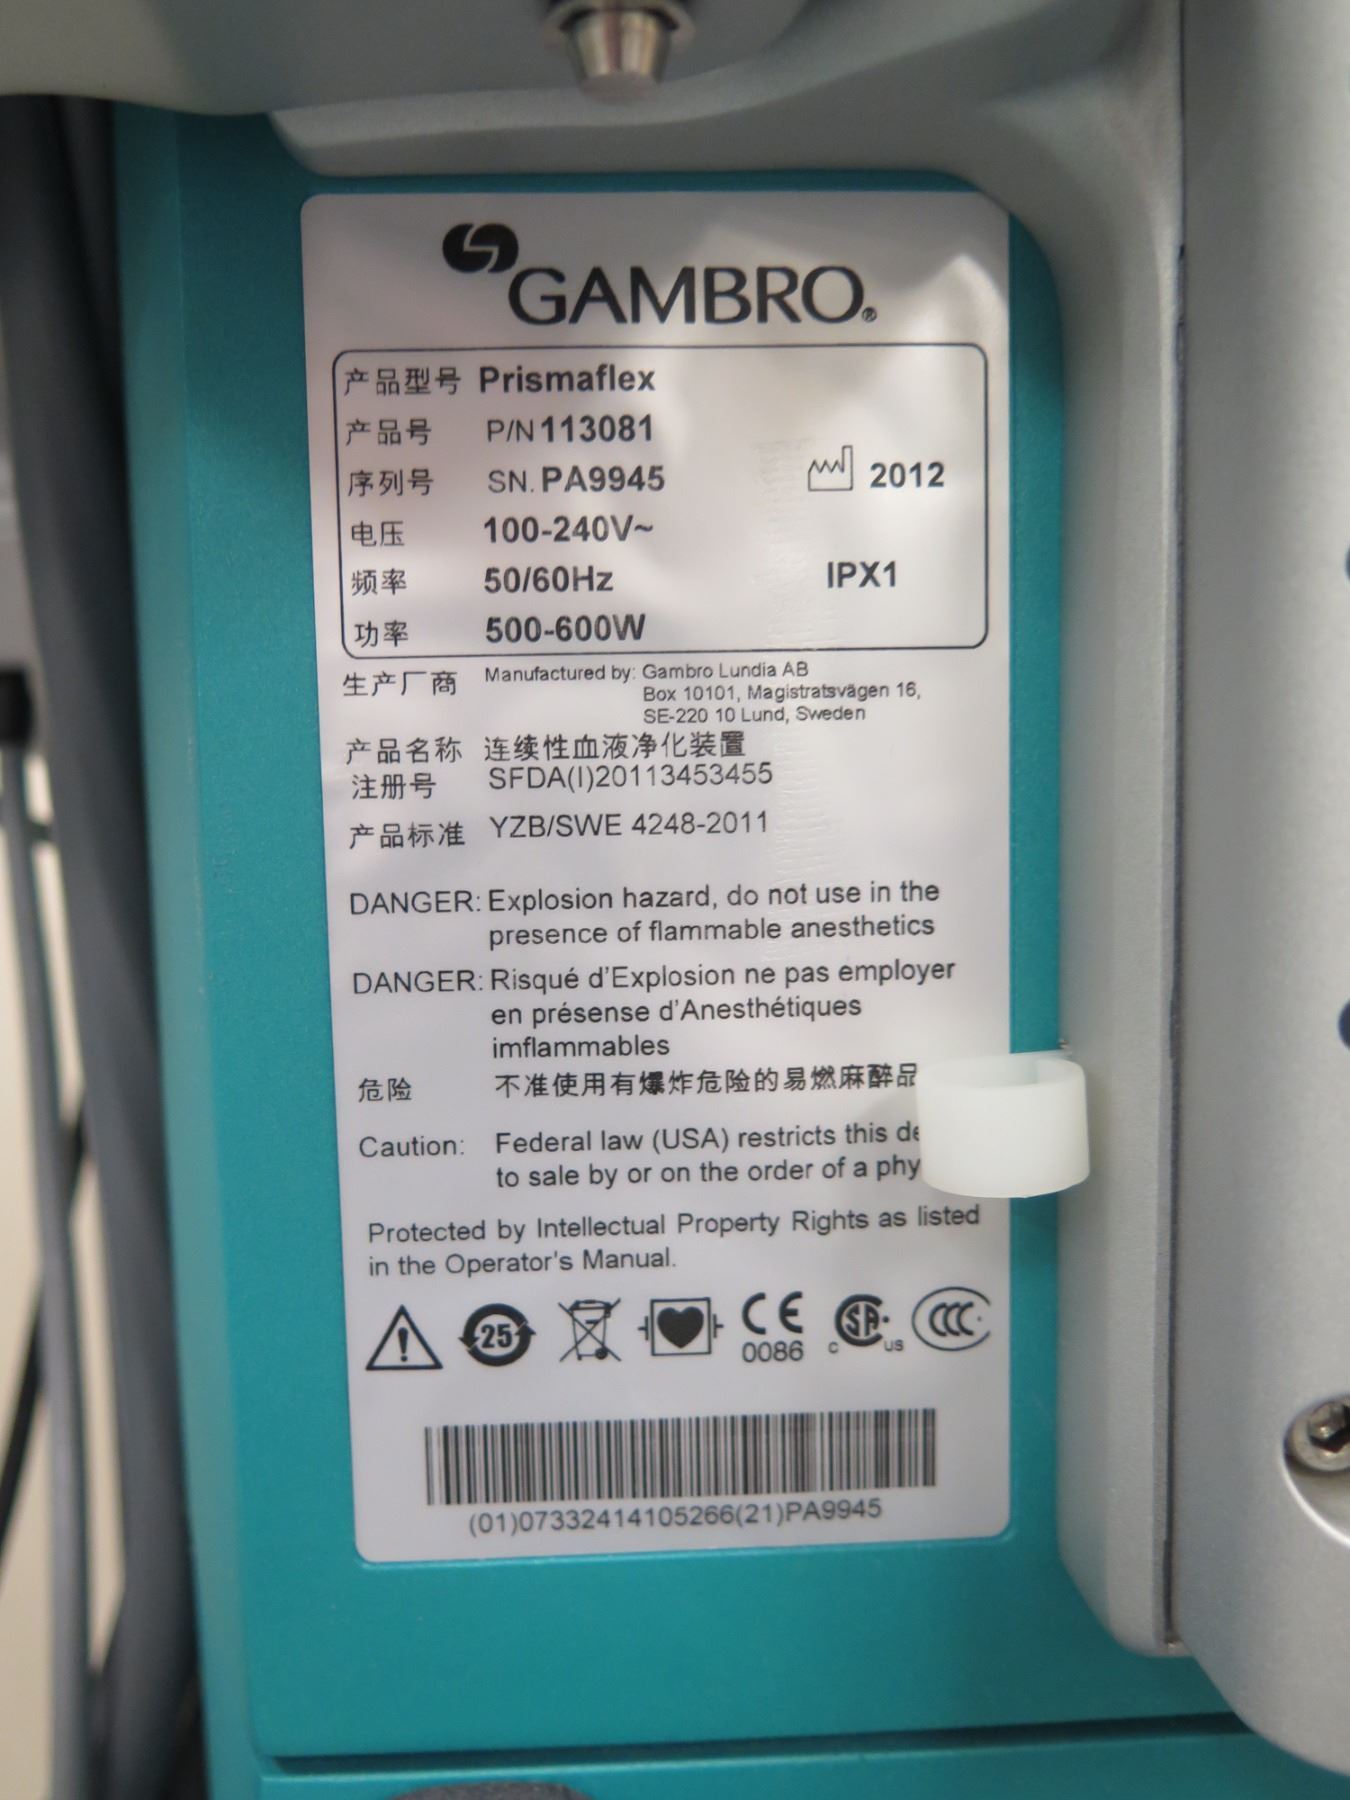 GAMBRO®
产品型号 Prismaflex
产品号 P/N 113081
序列号 SN. PA9945 2012
电压 100-240V~
频率 50/60Hz IPX1
功率 500-600W
生产厂商 Manufactured by: Gambro Lundia AB
Box 10101, Magistratsvägen 16,
SE-220 10 Lund, Sweden
产品名称 连续性血液净化装置
注册号 SFDA(I)20113453455
产品标准 YZB/SWE 4248-2011
DANGER: Explosion hazard, do not use in the
presence of flammable anesthetics
DANGER: Risqué d'Explosion ne pas employer
en présense d'Anesthétiques
imflammables
危险 不准使用有爆炸危险的易燃麻醉品
Caution: Federal law (USA) restricts this
to sale by or on the order of a
Protected by Intellectual Property Rights as listed
in the Operator's Manual.
25 CE 0086 C SA US CCC
(01)07332414105266(21)PA9945